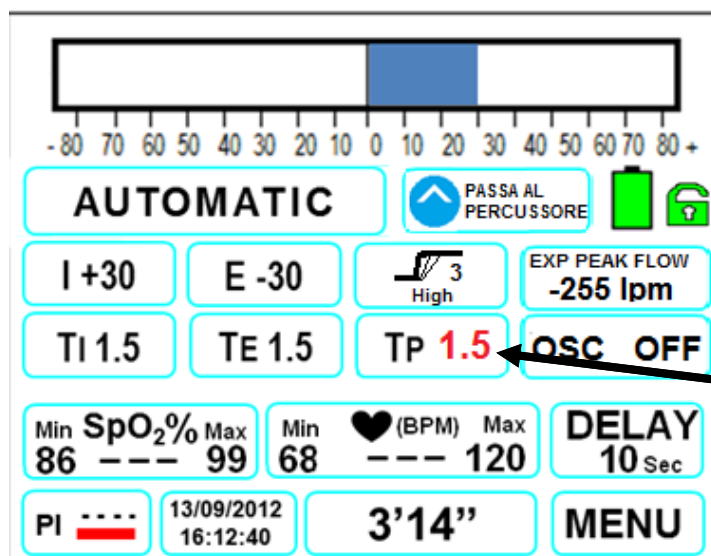 - 80 70 60 50 40 30 20 10 0 10 20 30 40 50 60 70 80 +
AUTOMATIC
PASSA AL
PERCUSSORE
I +30
E -30
3
High
EXP PEAK FLOW
-255 lpm
TI 1.5
TE 1.5
TP 1.5
OSC OFF
Min SpO₂% Max
86 --- 99
Min (BPM) Max
68 --- 120
DELAY
10 Sec
PI ----
13/09/2012
16:12:40
3’14”
MENU